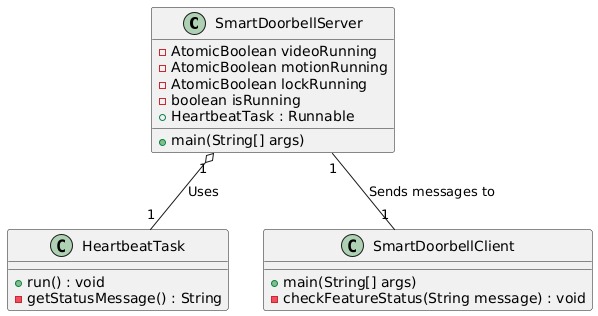 C SmartDoorbellServer
AtomicBoolean videoRunning
AtomicBoolean motionRunning
AtomicBoolean lockRunning
boolean isRunning
HeartbeatTask : Runnable
main(String[] args)
1 1
Uses Sends messages to
1 1
C HeartbeatTask
run() : void
getStatusMessage() : String
C SmartDoorbellClient
main(String[] args)
checkFeatureStatus(String message) : void